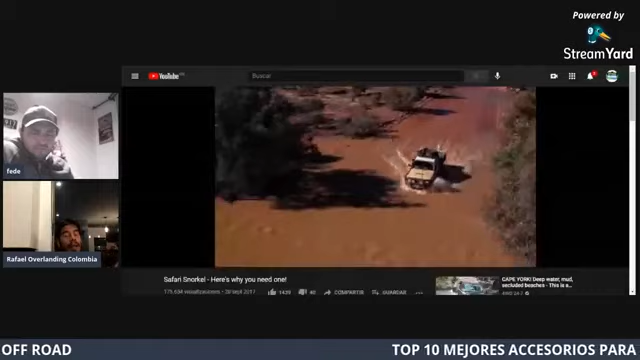 Powered by
StreamYard
YouTube
Buscar
fede
Rafael Overlanding Colombia
Safari Snorkel - Here's why you need one!
1429
COMPARTIR
GUARDAR
CAPE YORK! Deep water, mud,
secluded beaches - This is a...
OFF ROAD
TOP 10 MEJORES ACCESORIOS PARA